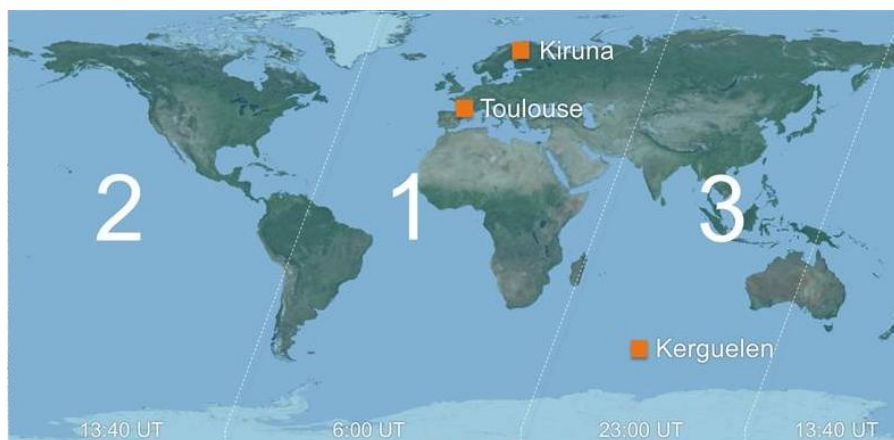 Kiruna
Toulouse
2
1
3
Kerguelen
13:40 UT
6:00 UT
23:00 UT
13:40 UT